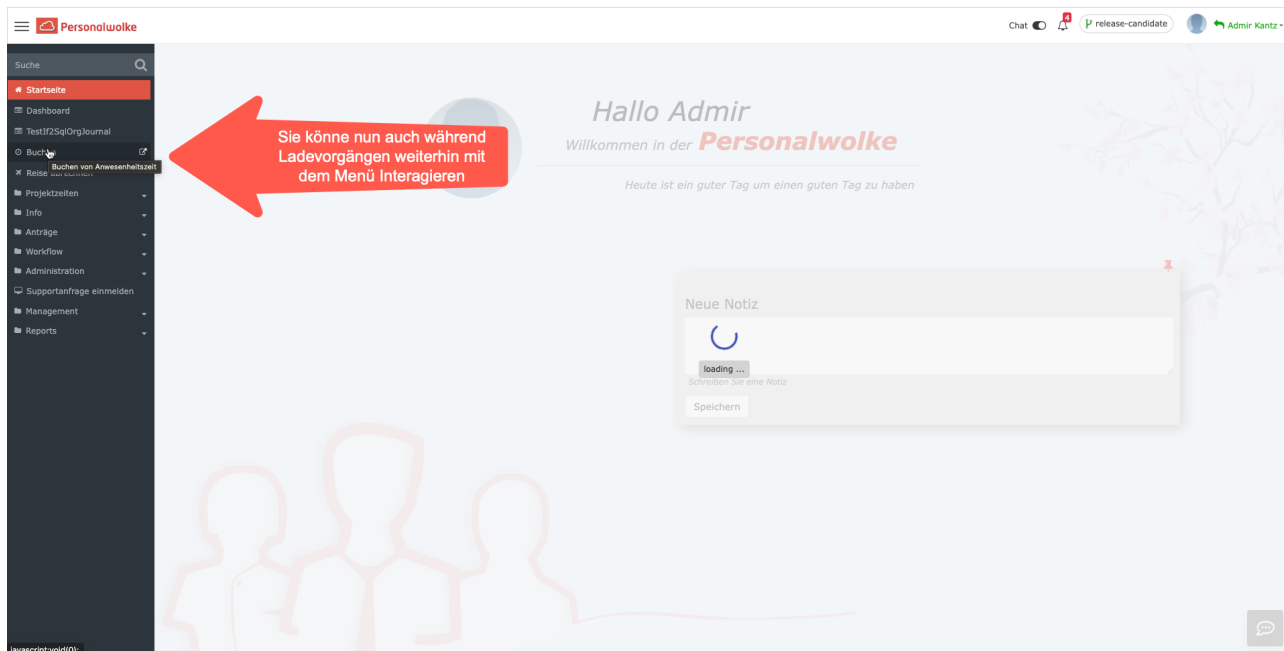 Personalwolke
Chat
4
release-candidate
Admir Kantz
Suche
Startseite
Dashboard
TestIf2SqlOrgJournal
Buchen von Anwesenheitszeit
Reise
Projektzeiten
Info
Anträge
Workflow
Administration
Supportanfrage einmelden
Management
Reports
Sie könne nun auch während
Ladevorgängen weiterhin mit
dem Menü Interagieren
Hallo Admir
Willkommen in der Personalwolke
Heute ist ein guter Tag um einen guten Tag zu haben
Neue Notiz
loading ...
Schreiben Sie eine Notiz
Speichern
javascript:void(0);